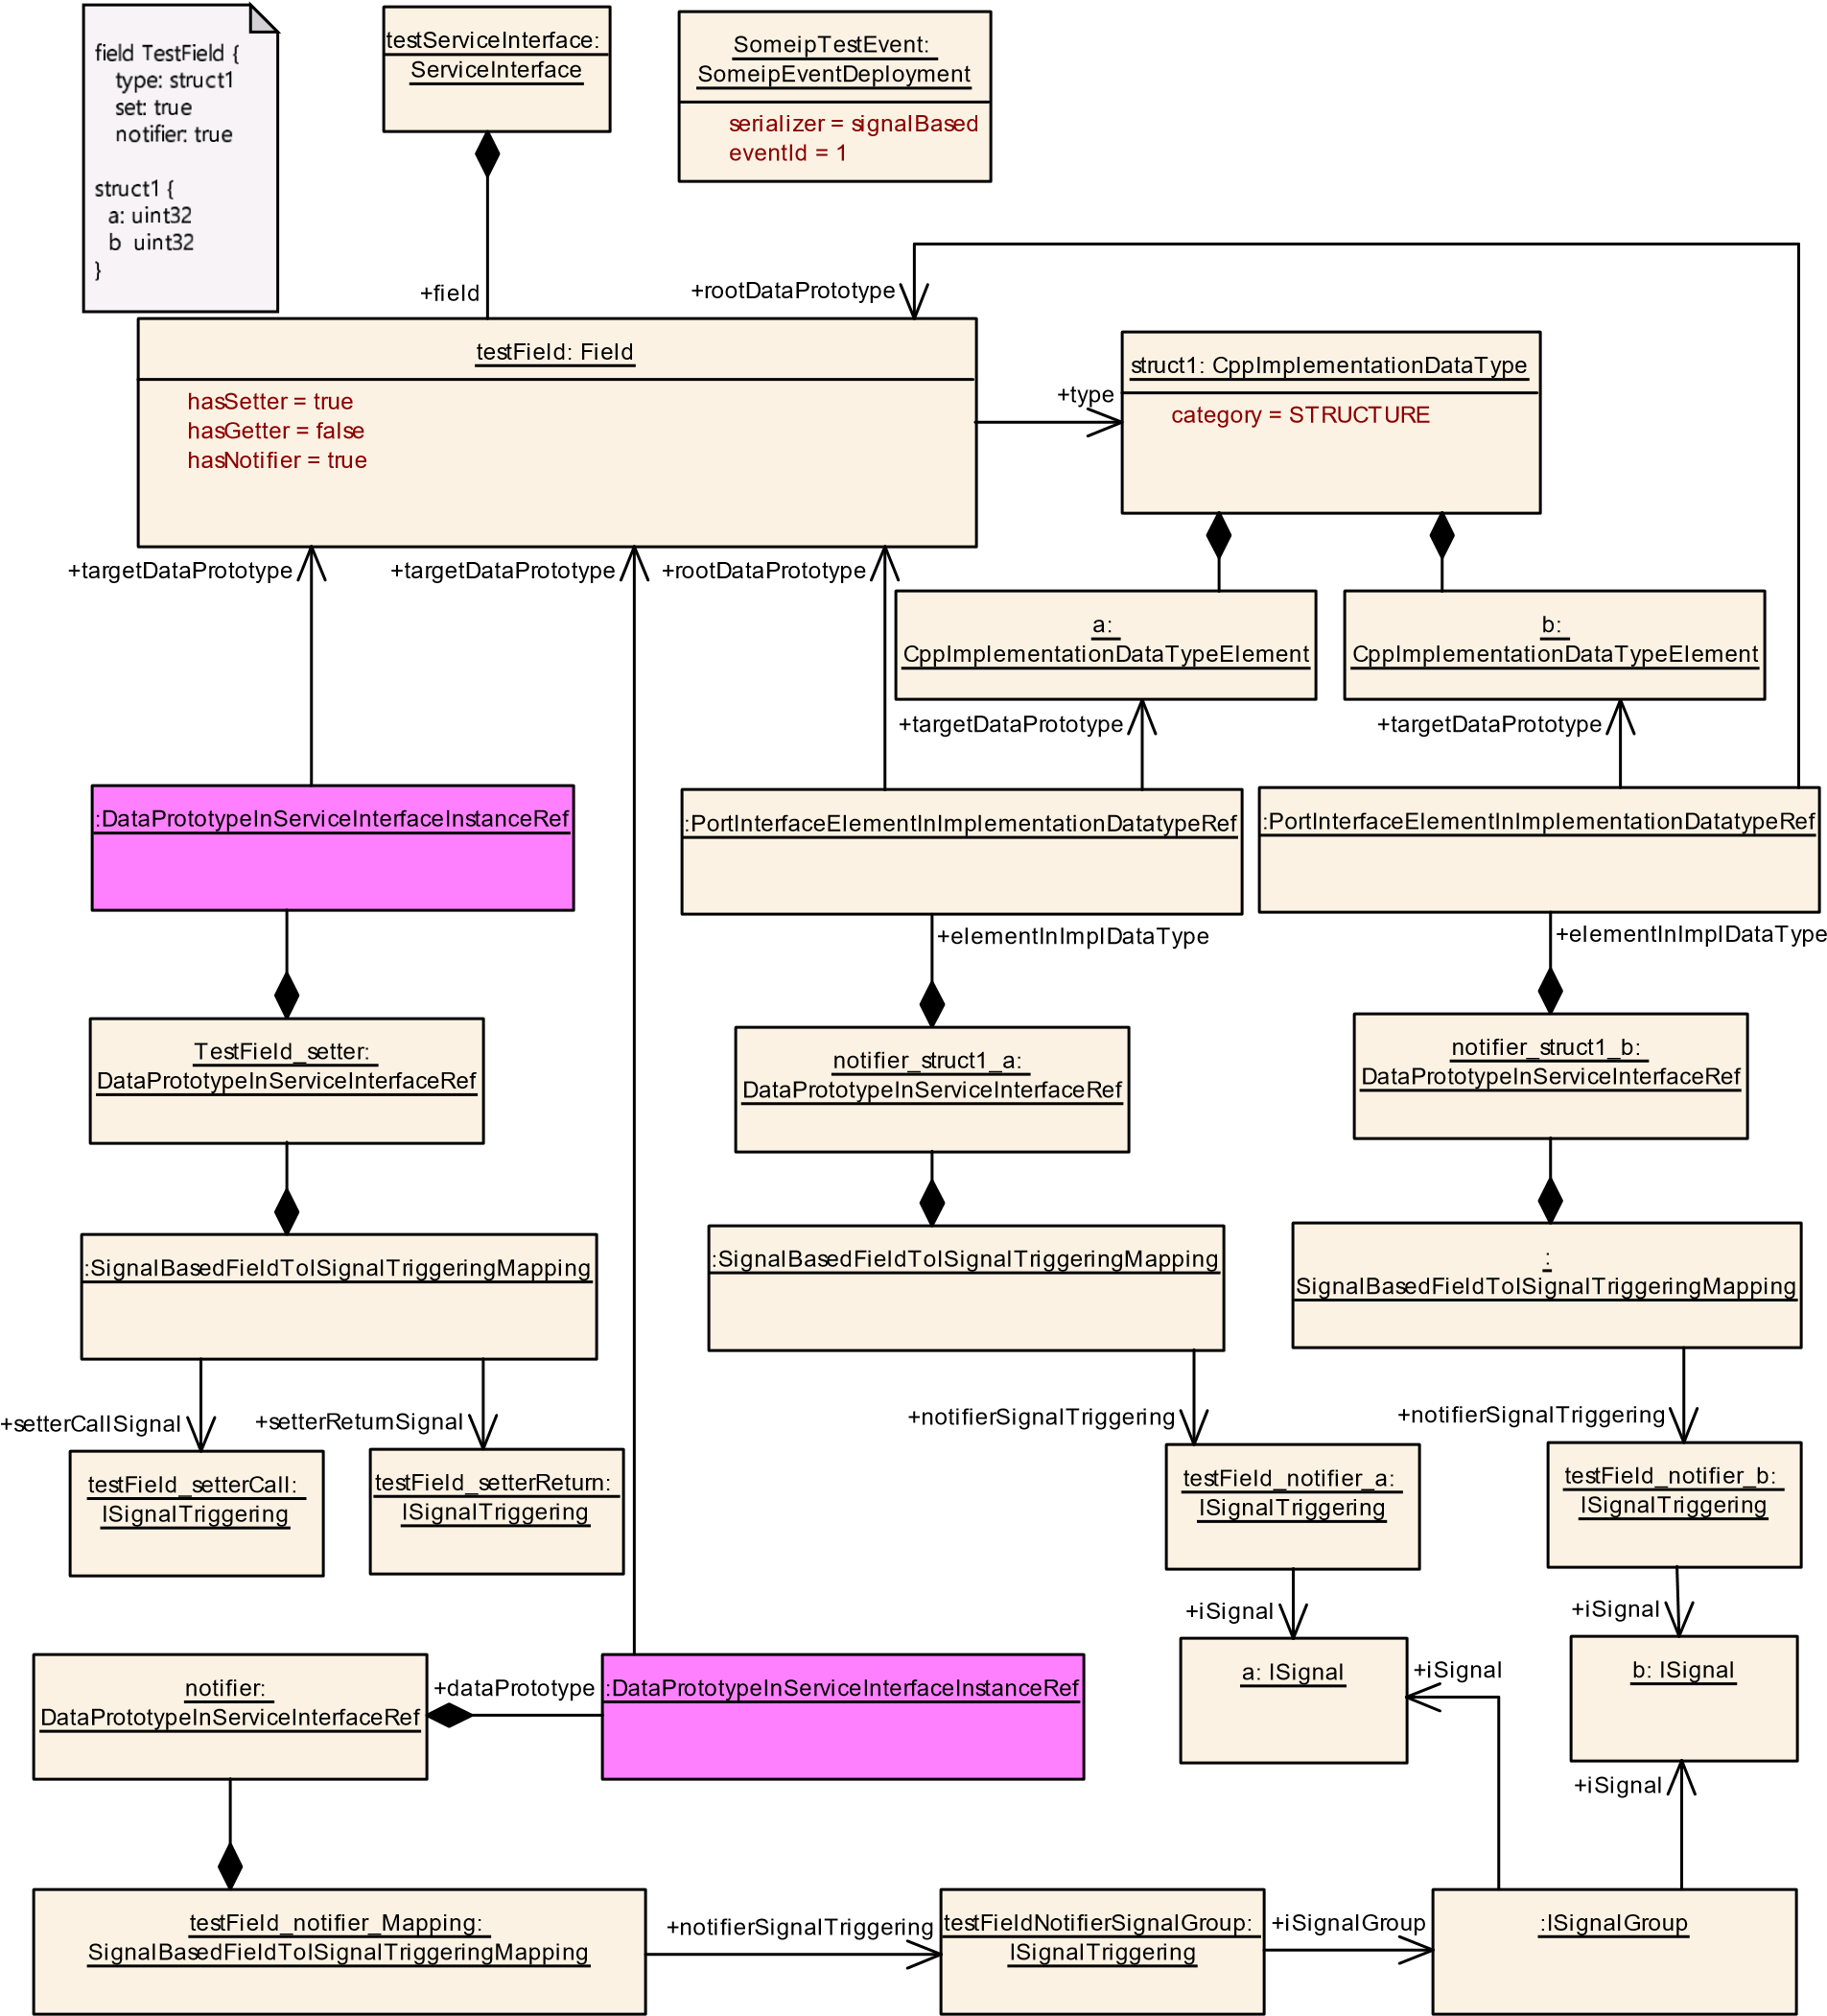 field TestField {
type: struct1
set: true
notifier: true
struct1 {
a: uint32
b  uint32
}
testServiceInterface:
ServiceInterface
SomeipTestEvent:
SomeipEventDeployment
serializer = signalBased
eventId = 1
+field
+rootDataPrototype
testField: Field
hasSetter = true
hasGetter = false
hasNotifier = true
+type
struct1: CppImplementationDataType
category = STRUCTURE
+targetDataPrototype
+targetDataPrototype
+rootDataPrototype
a:
CppImplementationDataTypeElement
b:
CppImplementationDataTypeElement
+targetDataPrototype
+targetDataPrototype
:DataPrototypeInServiceInterfaceInstanceRef
:PortInterfaceElementInImplementationDatatypeRef
:PortInterfaceElementInImplementationDatatypeRef
+elementInImplDataType
+elementInImplDataType
TestField_setter:
DataPrototypeInServiceInterfaceRef
notifier_struct1_a:
DataPrototypeInServiceInterfaceRef
notifier_struct1_b:
DataPrototypeInServiceInterfaceRef
:SignalBasedFieldToISignalTriggeringMapping
:SignalBasedFieldToISignalTriggeringMapping
:
SignalBasedFieldToISignalTriggeringMapping
+setterCallSignal
+setterReturnSignal
+notifierSignalTriggering
+notifierSignalTriggering
testField_setterCall:
ISignalTriggering
testField_setterReturn:
ISignalTriggering
testField_notifier_a:
ISignalTriggering
testField_notifier_b:
ISignalTriggering
+iSignal
+iSignal
notifier:
DataPrototypeInServiceInterfaceRef
+dataPrototype
:DataPrototypeInServiceInterfaceInstanceRef
a: ISignal
+iSignal
b: ISignal
+iSignal
testField_notifier_Mapping:
SignalBasedFieldToISignalTriggeringMapping
+notifierSignalTriggering
testFieldNotifierSignalGroup:
ISignalTriggering
+iSignalGroup
:ISignalGroup